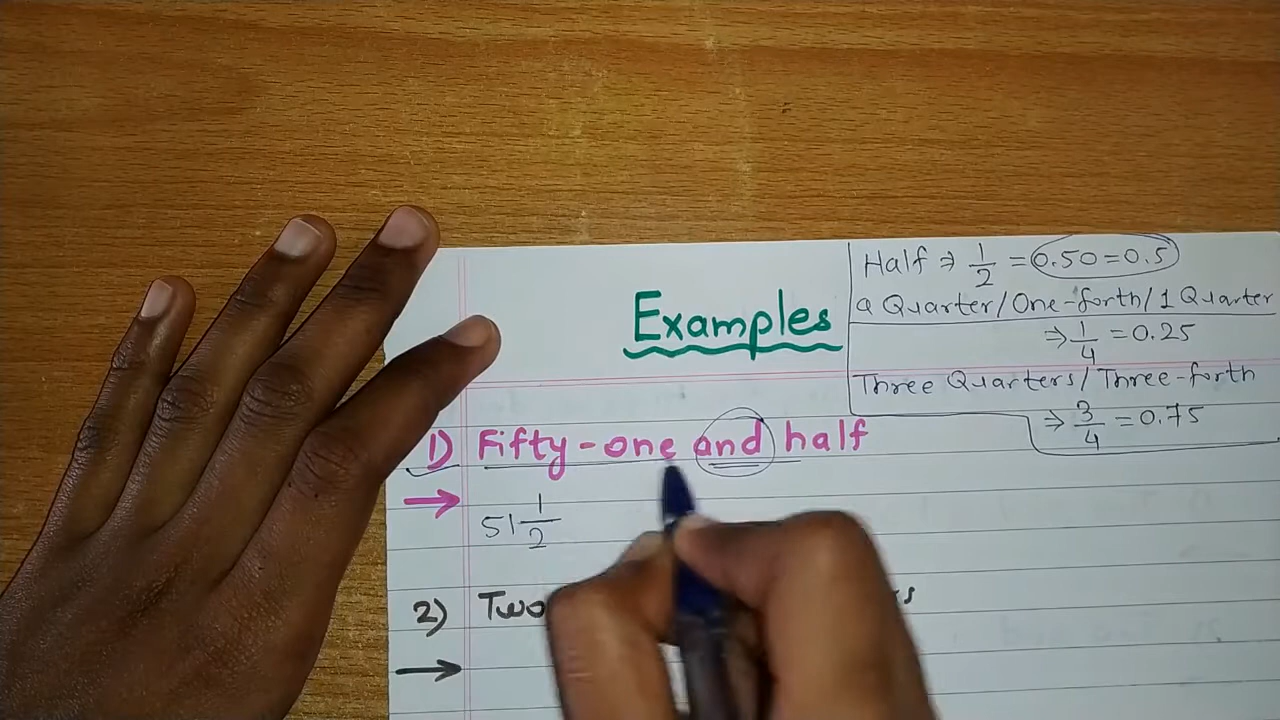 Examples
Half ⇒ 1/2 = 0.50 = 0.5
a Quarter/One-forth/1 Quarter
⇒ 1/4 = 0.25
Three Quarters/Three-forth
⇒ 3/4 = 0.75
1) Fifty-one and half
→ 51 1/2
2) Two
→